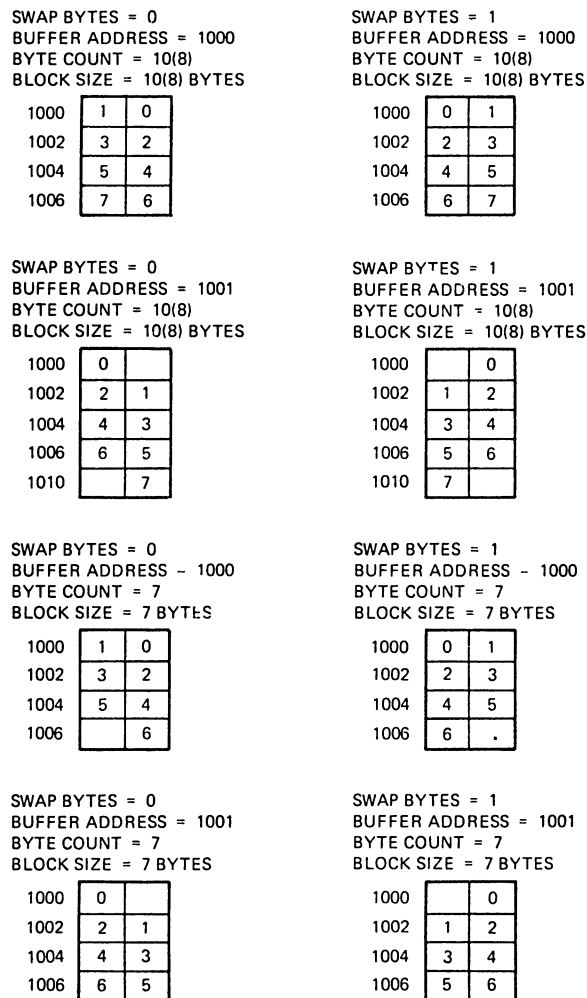 SWAP BYTES = 0
BUFFER ADDRESS = 1000
BYTE COUNT = 10(8)
BLOCK SIZE = 10(8) BYTES
1000 1 0
1002 3 2
1004 5 4
1006 7 6
SWAP BYTES = 1
BUFFER ADDRESS = 1000
BYTE COUNT = 10(8)
BLOCK SIZE = 10(8) BYTES
1000 0 1
1002 2 3
1004 4 5
1006 6 7
SWAP BYTES = 0
BUFFER ADDRESS = 1001
BYTE COUNT = 10(8)
BLOCK SIZE = 10(8) BYTES
1000 0
1002 2 1
1004 4 3
1006 6 5
1010 7
SWAP BYTES = 1
BUFFER ADDRESS = 1001
BYTE COUNT = 10(8)
BLOCK SIZE = 10(8) BYTES
1000 0
1002 1 2
1004 3 4
1006 5 6
1010 7
SWAP BYTES = 0
BUFFER ADDRESS – 1000
BYTE COUNT = 7
BLOCK SIZE = 7 BYTES
1000 1 0
1002 3 2
1004 5 4
1006 6
SWAP BYTES = 1
BUFFER ADDRESS – 1000
BYTE COUNT = 7
BLOCK SIZE = 7 BYTES
1000 0 1
1002 2 3
1004 4 5
1006 6 .
SWAP BYTES = 0
BUFFER ADDRESS = 1001
BYTE COUNT = 7
BLOCK SIZE = 7 BYTES
1000 0
1002 2 1
1004 4 3
1006 6 5
SWAP BYTES = 1
BUFFER ADDRESS = 1001
BYTE COUNT = 7
BLOCK SIZE = 7 BYTES
1000 0
1002 1 2
1004 3 4
1006 5 6